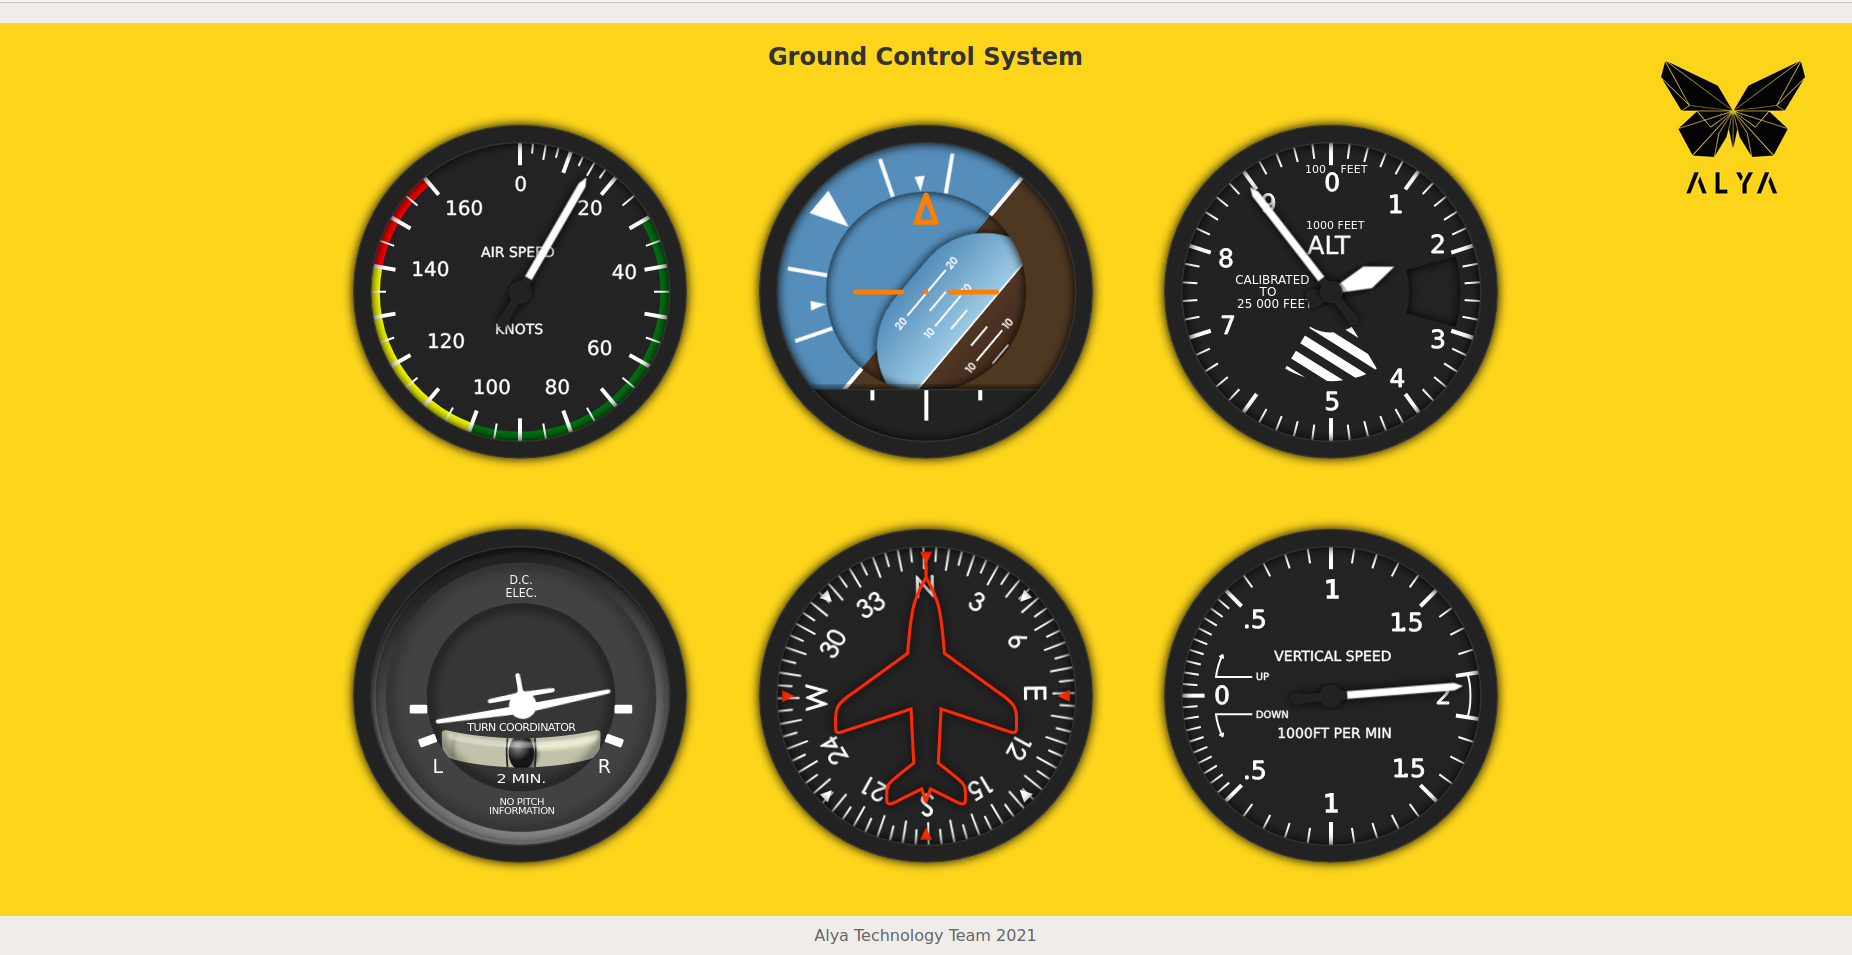 Ground Control System
ALYA
0
20
40
60
80
100
120
140
160
AIR SPEED
KNOTS
20
20
10
10
10
10
100 FEET
0
1
2
3
4
5
7
8
9
1000 FEET
ALT
CALIBRATED
TO
25 000 FEET
D.C.
ELEC.
TURN COORDINATOR
L
R
2 MIN.
NO PITCH
INFORMATION
N
3
6
E
12
15
S
21
24
W
30
33
1
.5
15
VERTICAL SPEED
UP
0
2
DOWN
1000FT PER MIN
.5
15
1
Alya Technology Team 2021